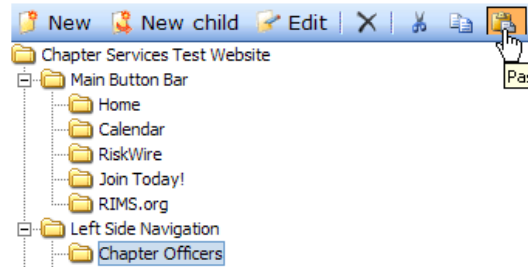 New New child Edit
Chapter Services Test Website
Pas
Main Button Bar
Home
Calendar
RiskWire
Join Today!
RIMS.org
Left Side Navigation
Chapter Officers